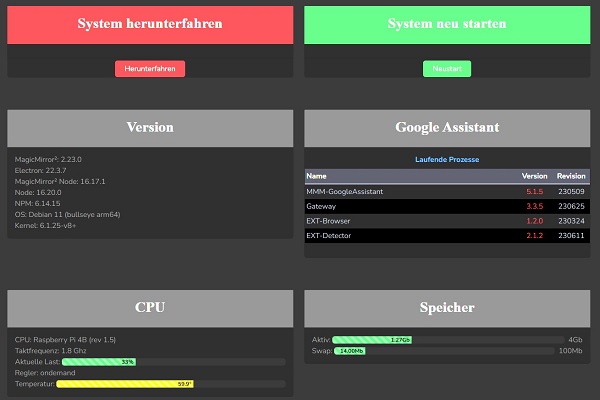 System herunterfahren
Herunterfahren
System neu starten
Neustart
Version
MagicMirror²: 2.23.0
Electron: 22.3.7
MagicMirror² Node: 16.17.1
Node: 16.20.0
NPM: 6.14.15
OS: Debian 11 (bullseye arm64)
Kernel: 6.1.25-v8+
Google Assistant
Laufende Prozesse
Name Version Revision
MMM-GoogleAssistant 5.1.5 230509
Gateway 3.3.5 230625
EXT-Browser 1.2.0 230324
EXT-Detector 2.1.2 230611
CPU
CPU: Raspberry Pi 4B (rev 1.5)
Taktfrequenz: 1.8 Ghz
Aktuelle Last: 33%
Regler: ondemand
Temperatur: 59.9°
Speicher
Aktiv: 1.27Gb 4Gb
Swap: 14.00Mb 100Mb